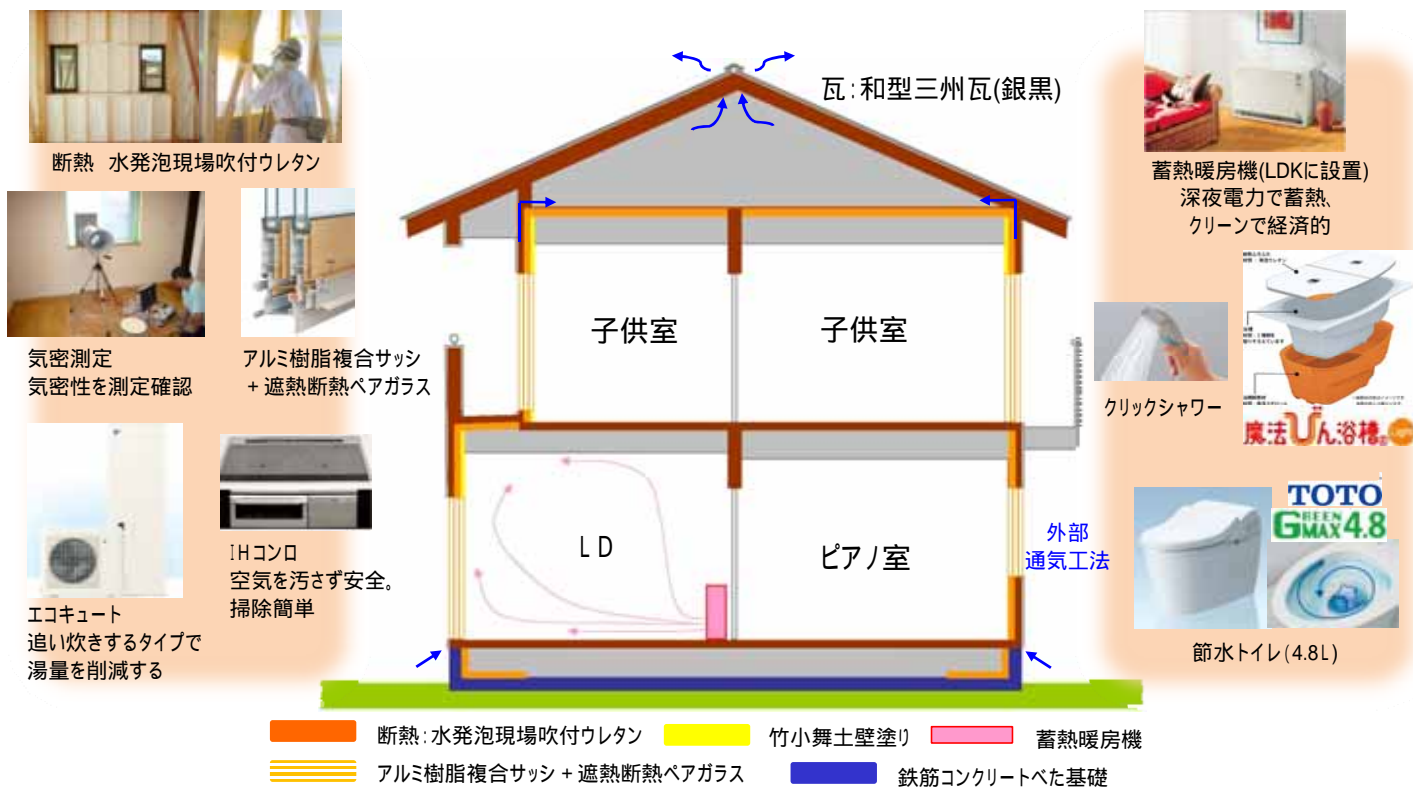 断熱 水発泡現場吹付ウレタン
気密測定
気密性を測定確認
アルミ樹脂複合サッシ
+遮熱断熱ペアガラス
エコキュート
追い炊きするタイプで
湯量を削減する
IHコンロ
空気を汚さず安全。
掃除簡単
瓦:和型三州瓦(銀黒)
子供室
子供室
LD
ピアノ室
外部
通気工法
蓄熱暖房機(LDKに設置)
深夜電力で蓄熱、
クリーンで経済的
クリックシャワー
魔法びん浴槽
Light
TOTO
GREEN
MAX 4.8
節水トイレ(4.8L)
断熱:水発泡現場吹付ウレタン
竹小舞土壁塗り
蓄熱暖房機
アルミ樹脂複合サッシ+遮熱断熱ペアガラス
鉄筋コンクリートべた基礎